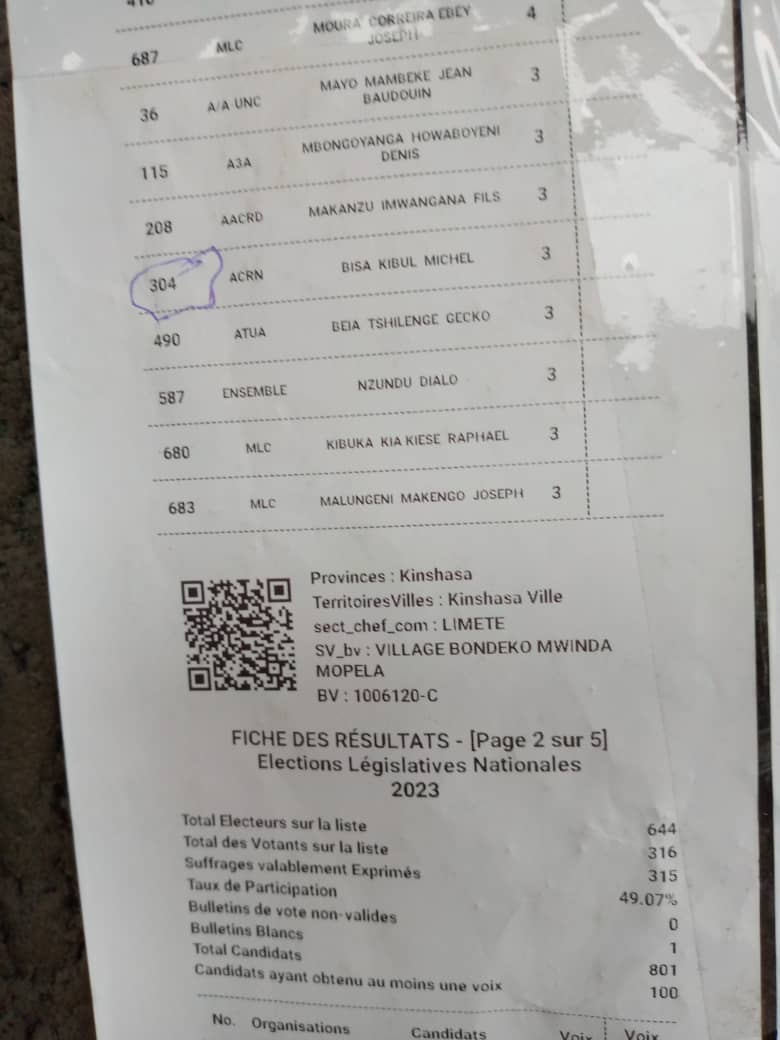 687 MLC MOURA CORREIRA EBEY 4
JOSEPH
36 A/A-UNC MAYO MAMBEKE JEAN 3
BAUDOUIN
115 A3A MBONGOYANGA HOWABOYENI 3
DENIS
208 AACRD MAKANZU IMWANGANA FILS 3
304 ACRN BISA KIBUL MICHEL 3
490 ATUA BEIA TSHILENGE GECKO 3
587 ENSEMBLE NZUNDU DIALO 3
680 MLC KIBUKA KIA KIESE RAPHAEL 3
683 MLC MALUNGENI MAKENGO JOSEPH 3
Provinces : Kinshasa
TerritoiresVilles : Kinshasa Ville
sect_chef_com : LIMETE
SV_bv : VILLAGE BONDEKO MWINDA
MOPELA
BV : 1006120-C
FICHE DES RÉSULTATS - [Page 2 sur 5]
Elections Législatives Nationales
2023
Total Electeurs sur la liste 644
Total des Votants sur la liste 316
Suffrages valablement Exprimés 315
Taux de Participation 49.07%
Bulletins de vote non-valides 0
Bulletins Blancs 1
Total Candidats 801
Candidats ayant obtenu au moins une voix 100
No. Organisations Candidats Voix Voix